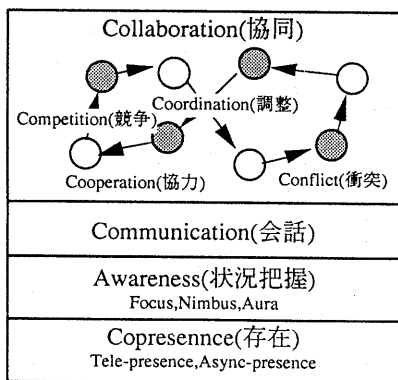 Collaboration(協同)
Coordination(調整)
Competition(競争)
Cooperation(協力)
Conflict(衝突)
Communication(会話)
Awareness(状況把握)
Focus,Nimbus,Aura
Copresennce(存在)
Tele-presence,Async-presence